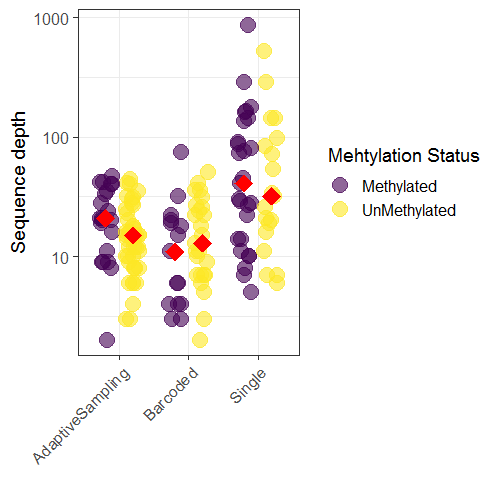 1000
100
10
Sequence depth
AdaptiveSampling
Barcoded
Single
Mehtylation Status
Methylated
UnMethylated